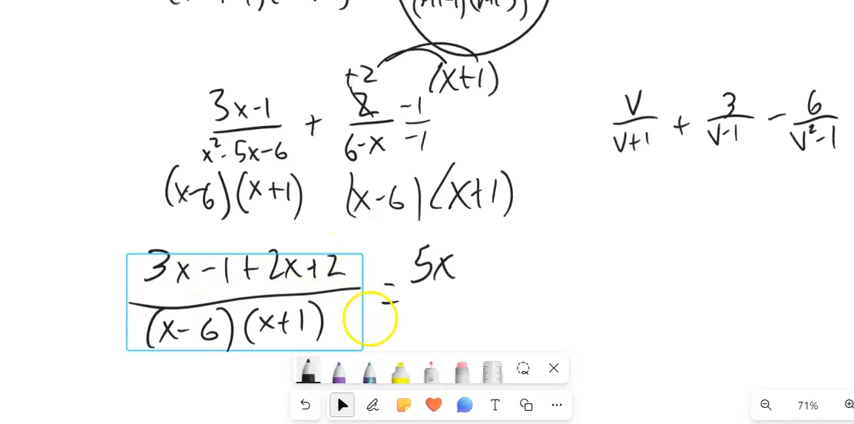 +2 (x+1)
3x-1 / x²-5x-6 + 2 / 6-x · -1 / -1
(x-6)(x+1) (x-6)(x+1)
3x-1+2x+2 / (x-6)(x+1) = 5x
v / v+1 + 3 / v-1 - 6 / v²-1
T
71%